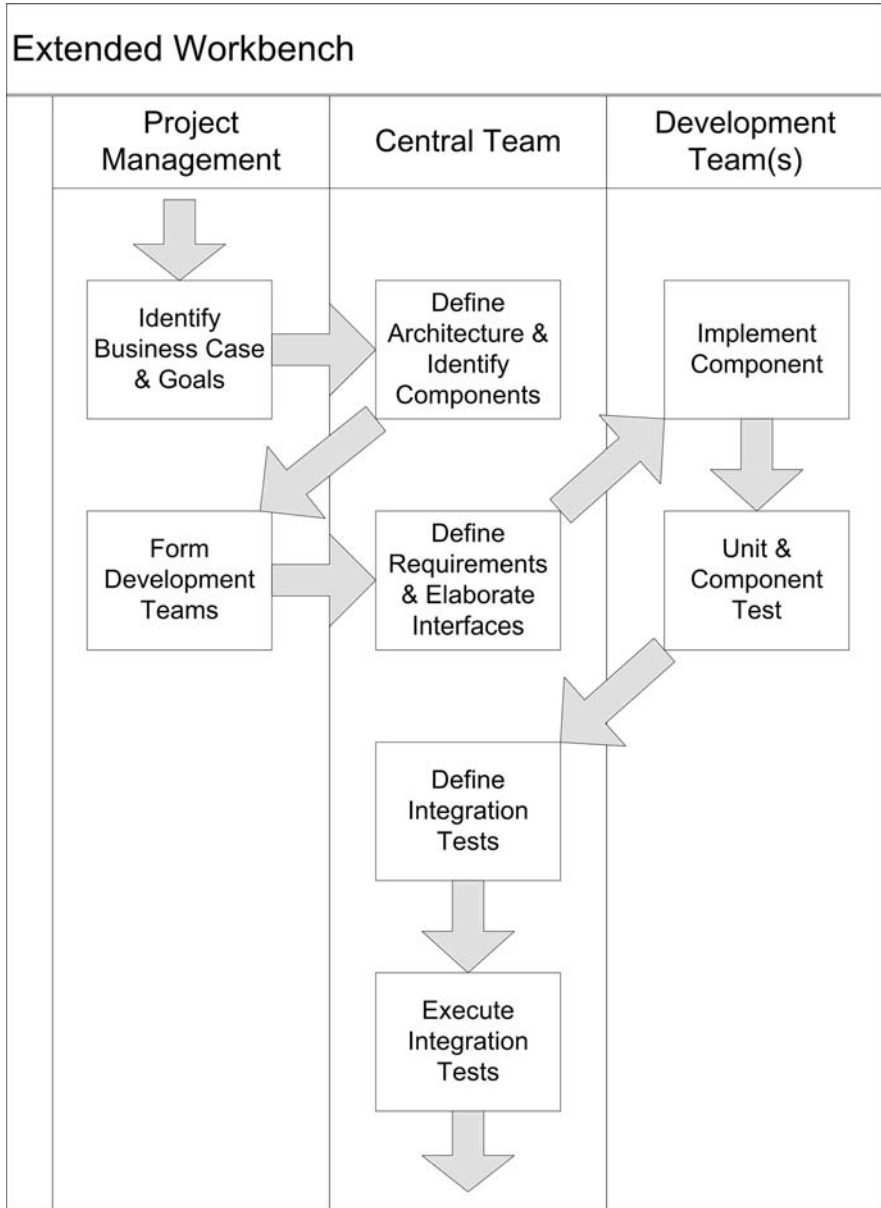 Extended Workbench
Project
Management
Central Team
Development
Team(s)
Identify
Business Case
& Goals
Define
Architecture &
Identify
Components
Implement
Component
Form
Development
Teams
Define
Requirements
& Elaborate
Interfaces
Unit &
Component
Test
Define
Integration
Tests
Execute
Integration
Tests